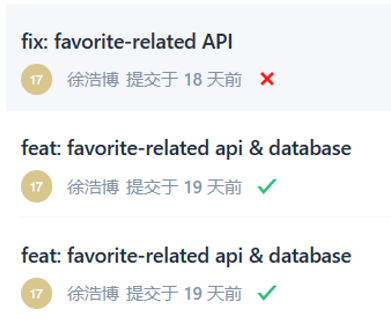 fix: favorite-related API
17 徐浩博 提交于 18 天前
feat: favorite-related api & database
17 徐浩博 提交于 19 天前
feat: favorite-related api & database
17 徐浩博 提交于 19 天前